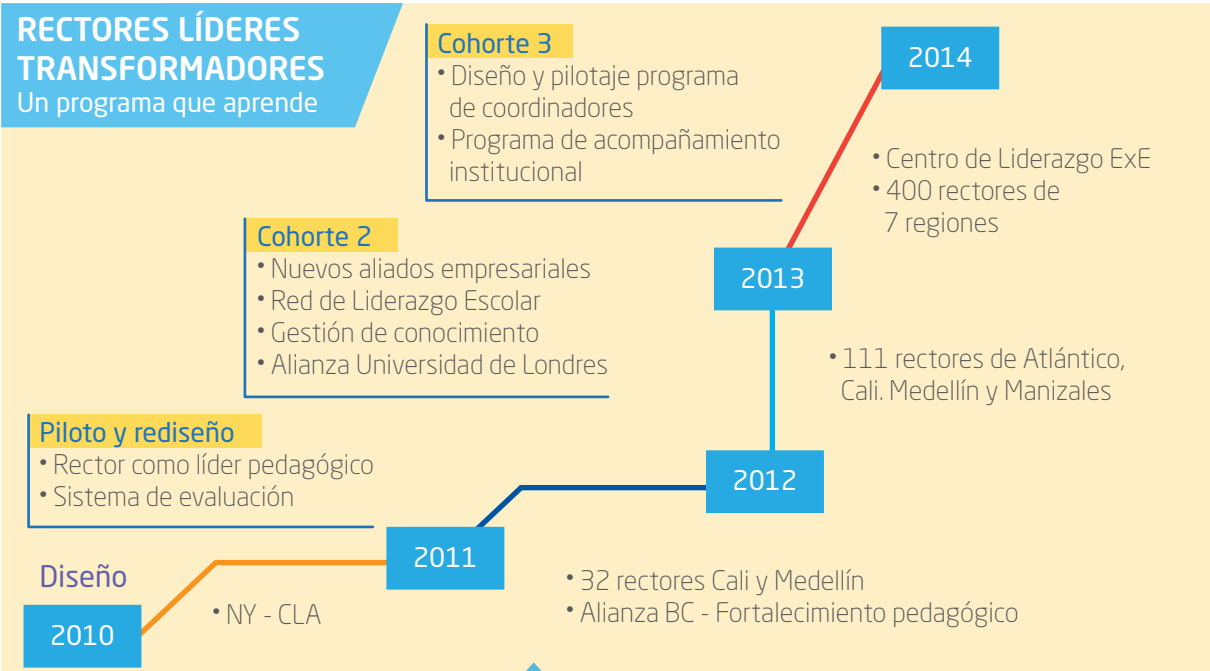 RECTORES LÍDERES
TRANSFORMADORES
Un programa que aprende
Cohorte 3
• Diseño y pilotaje programa
de coordinadores
• Programa de acompañamiento
institucional
2014
• Centro de Liderazgo ExE
• 400 rectores de
7 regiones
Cohorte 2
• Nuevos aliados empresariales
• Red de Liderazgo Escolar
• Gestión de conocimiento
• Alianza Universidad de Londres
2013
• 111 rectores de Atlántico,
Cali. Medellín y Manizales
Piloto y rediseño
• Rector como líder pedagógico
• Sistema de evaluación
2012
2011
• 32 rectores Cali y Medellín
• Alianza BC - Fortalecimiento pedagógico
Diseño
2010
• NY - CLA